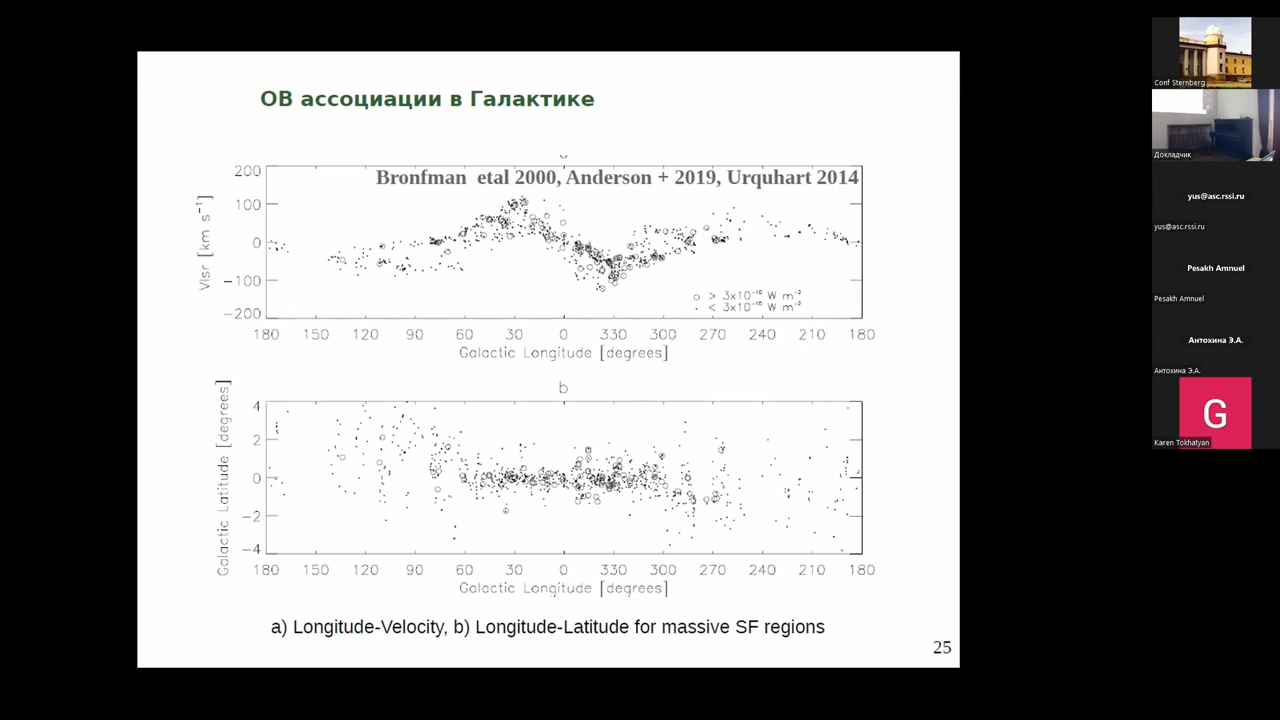 ОВ ассоциации в Галактике
Bronfman etal 2000, Anderson + 2019, Urquhart 2014
200
100
0
−100
−200
Vlsr [km s⁻¹]
○ > 3x10⁻¹⁰ W m⁻²
· < 3x10⁻¹⁰ W m⁻²
180 150 120 90 60 30 0 330 300 270 240 210 180
Galactic Longitude [degrees]
b
4
2
0
−2
−4
Galactic Latitude [degrees]
180 150 120 90 60 30 0 330 300 270 240 210 180
Galactic Longitude [degrees]
a) Longitude-Velocity, b) Longitude-Latitude for massive SF regions
25
Conf Sternberg
Докладчик
yus@asc.rssi.ru
yus@asc.rssi.ru
Pesakh Amnuel
Pesakh Amnuel
Антохина Э.А.
Антохина Э.А.
G
Karen Tokhatyan